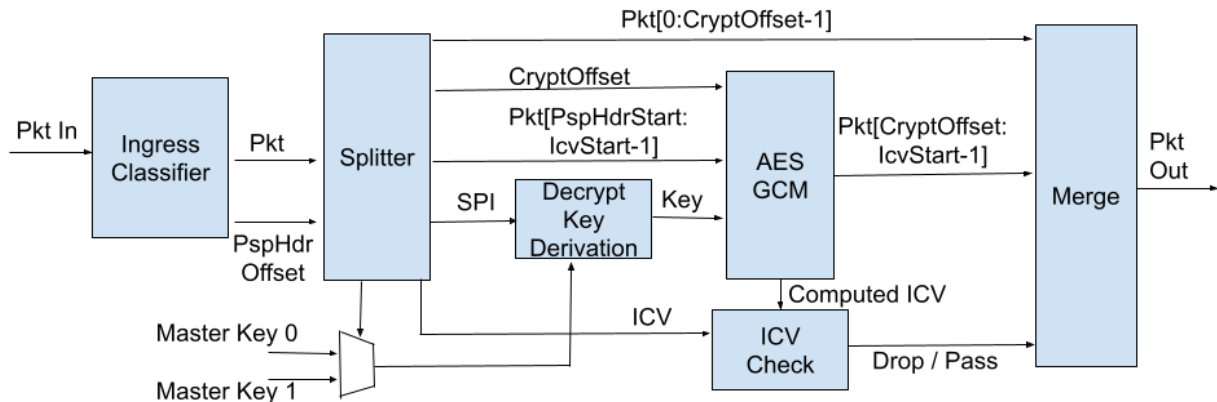 Pkt[0:CryptOffset-1]
CryptOffset
Pkt[PspHdrStart:
IcvStart-1]
Pkt[CryptOffset:
IcvStart-1]
Pkt In
Ingress
Classifier
Pkt
Splitter
AES
GCM
Pkt
Out
SPI
Decrypt
Key
Derivation
Key
Merge
PspHdr
Offset
Computed ICV
Master Key 0
ICV
ICV
Check
Drop / Pass
Master Key 1